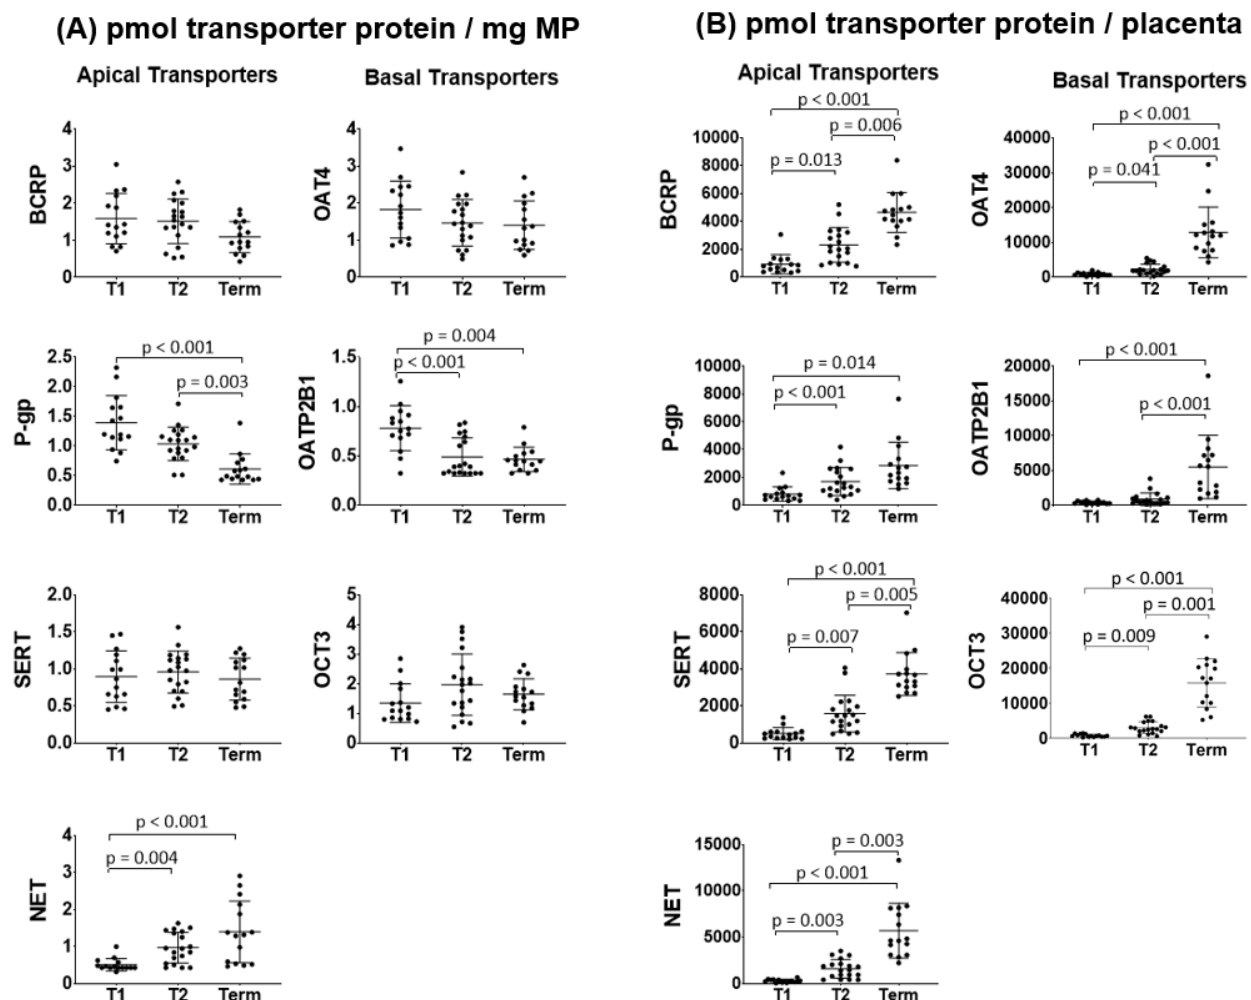 (A) pmol transporter protein / mg MP
Apical Transporters
Basal Transporters
BCRP
4
3
2
1
0
T1 T2 Term
OAT4
4
3
2
1
0
T1 T2 Term
P-gp
p < 0.001
p = 0.003
2.5
2.0
1.5
1.0
0.5
0.0
T1 T2 Term
OATP2B1
p = 0.004
p < 0.001
1.5
1.0
0.5
0.0
T1 T2 Term
SERT
2.0
1.5
1.0
0.5
0.0
T1 T2 Term
OCT3
5
4
3
2
1
0
T1 T2 Term
NET
p < 0.001
p = 0.004
4
3
2
1
0
T1 T2 Term
(B) pmol transporter protein / placenta
Apical Transporters
Basal Transporters
BCRP
p < 0.001
p = 0.006
p = 0.013
10000
8000
6000
4000
2000
0
T1 T2 Term
OAT4
p < 0.001
p < 0.001
p = 0.041
40000
30000
20000
10000
0
T1 T2 Term
P-gp
p = 0.014
p < 0.001
10000
8000
6000
4000
2000
0
T1 T2 Term
OATP2B1
p < 0.001
p < 0.001
20000
15000
10000
5000
0
T1 T2 Term
SERT
p < 0.001
p = 0.005
p = 0.007
8000
6000
4000
2000
0
T1 T2 Term
OCT3
p < 0.001
p = 0.001
p = 0.009
40000
30000
20000
10000
0
T1 T2 Term
NET
p = 0.003
p < 0.001
p = 0.003
15000
10000
5000
0
T1 T2 Term